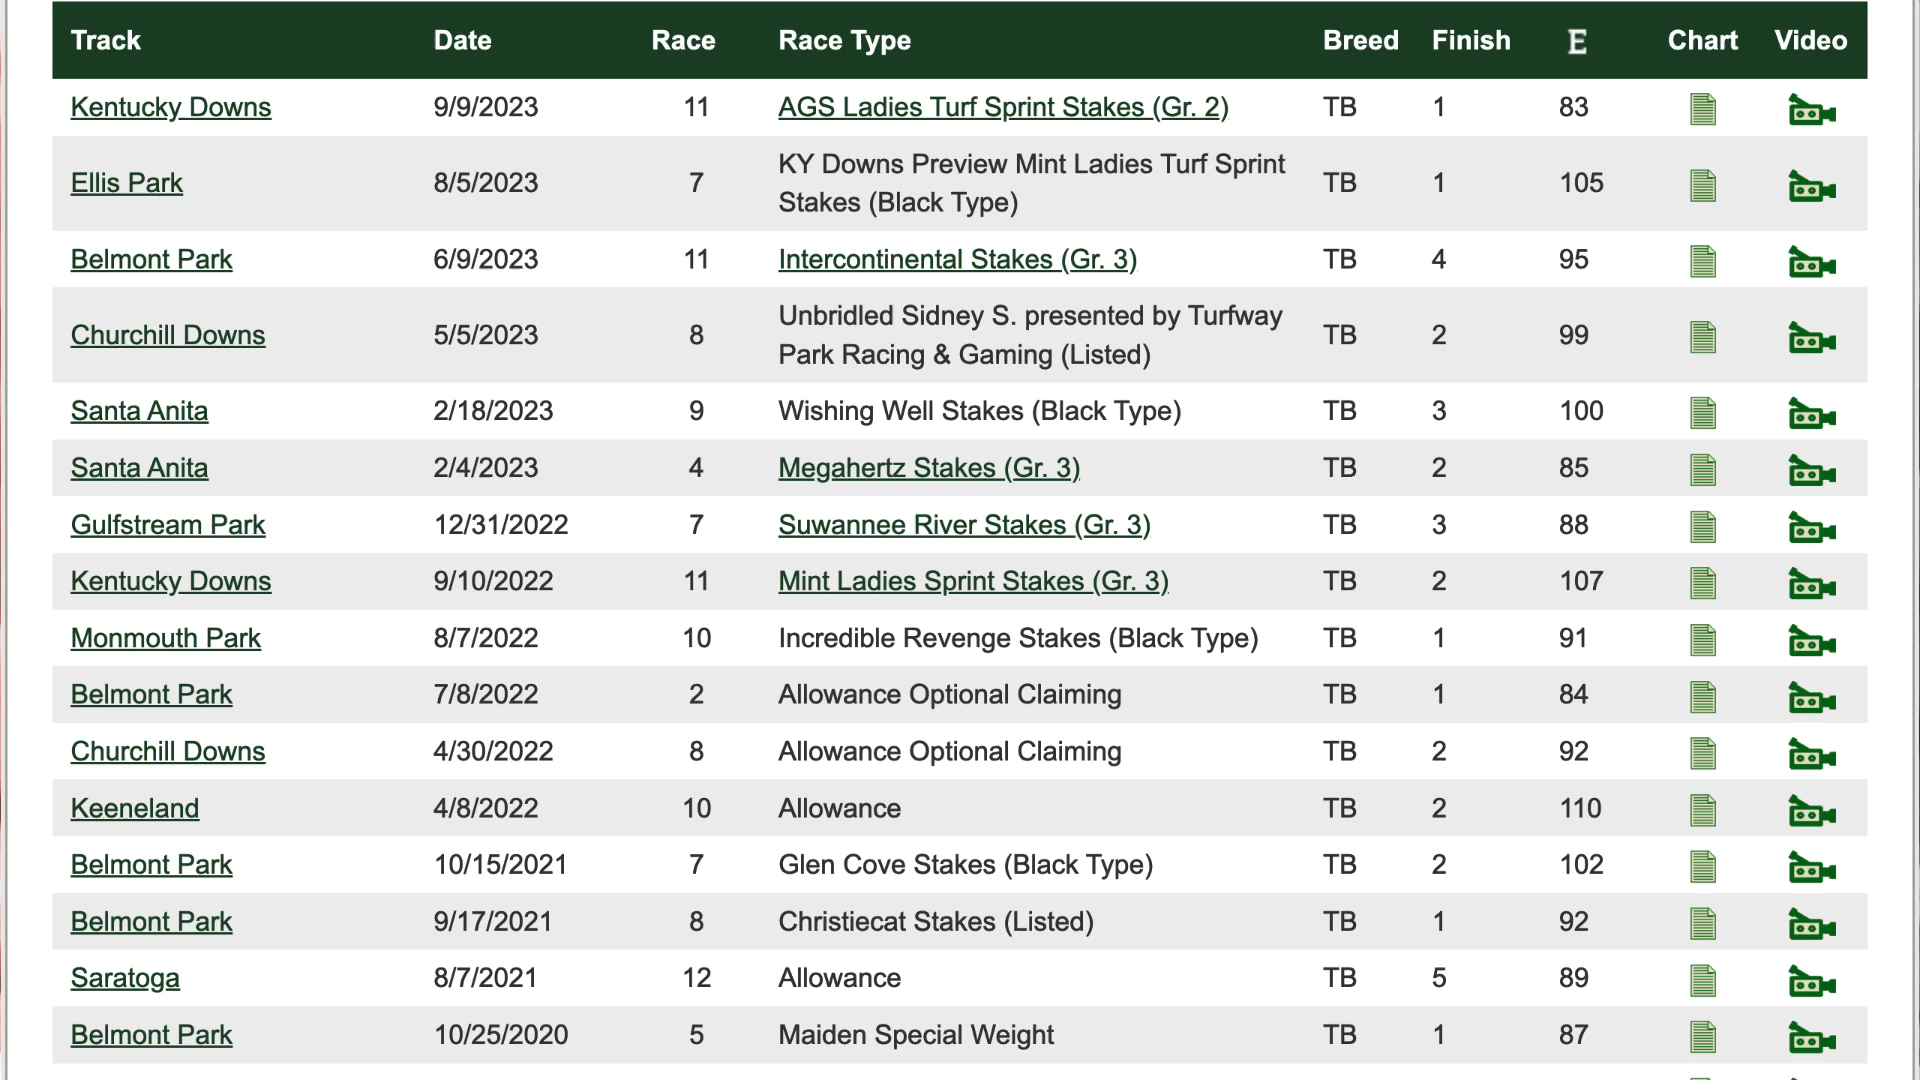 Track Date Race Race Type Breed Finish E Chart Video
Kentucky Downs 9/9/2023 11 AGS Ladies Turf Sprint Stakes (Gr. 2) TB 1 83
Ellis Park 8/5/2023 7 KY Downs Preview Mint Ladies Turf Sprint
Stakes (Black Type) TB 1 105
Belmont Park 6/9/2023 11 Intercontinental Stakes (Gr. 3) TB 4 95
Churchill Downs 5/5/2023 8 Unbridled Sidney S. presented by Turfway
Park Racing & Gaming (Listed) TB 2 99
Santa Anita 2/18/2023 9 Wishing Well Stakes (Black Type) TB 3 100
Santa Anita 2/4/2023 4 Megahertz Stakes (Gr. 3) TB 2 85
Gulfstream Park 12/31/2022 7 Suwannee River Stakes (Gr. 3) TB 3 88
Kentucky Downs 9/10/2022 11 Mint Ladies Sprint Stakes (Gr. 3) TB 2 107
Monmouth Park 8/7/2022 10 Incredible Revenge Stakes (Black Type) TB 1 91
Belmont Park 7/8/2022 2 Allowance Optional Claiming TB 1 84
Churchill Downs 4/30/2022 8 Allowance Optional Claiming TB 2 92
Keeneland 4/8/2022 10 Allowance TB 2 110
Belmont Park 10/15/2021 7 Glen Cove Stakes (Black Type) TB 2 102
Belmont Park 9/17/2021 8 Christiecat Stakes (Listed) TB 1 92
Saratoga 8/7/2021 12 Allowance TB 5 89
Belmont Park 10/25/2020 5 Maiden Special Weight TB 1 87